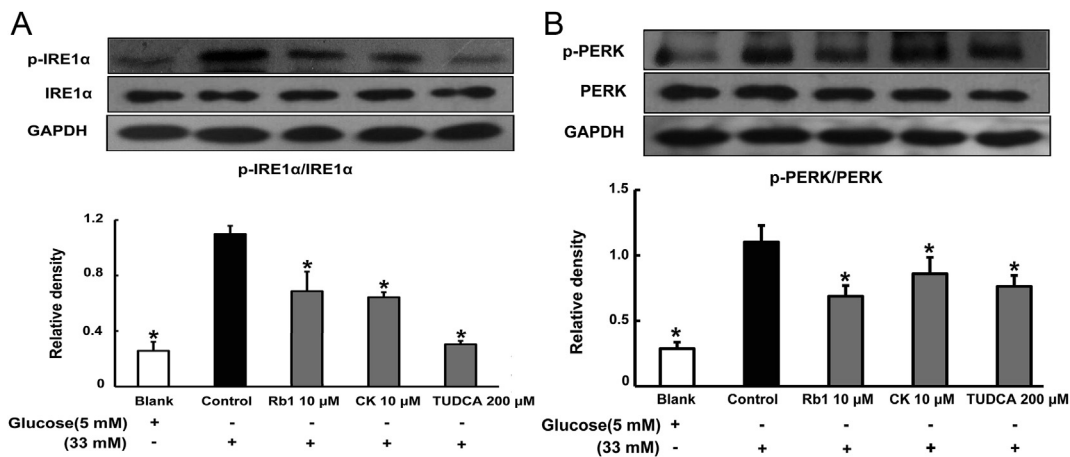 A
p-IRE1α
IRE1α
GAPDH
p-IRE1α/IRE1α
Relative density
1.2
0.8
0.4
0
*
*
*
*
Blank Control Rb1 10 μM CK 10 μM TUDCA 200 μM
Glucose(5 mM) + - - - -
(33 mM) - + + + +
B
p-PERK
PERK
GAPDH
p-PERK/PERK
Relative density
1.5
1.0
0.5
0
*
*
*
*
Blank Control Rb1 10 μM CK 10 μM TUDCA 200 μM
Glucose(5 mM) + - - - -
(33 mM) - + + + +